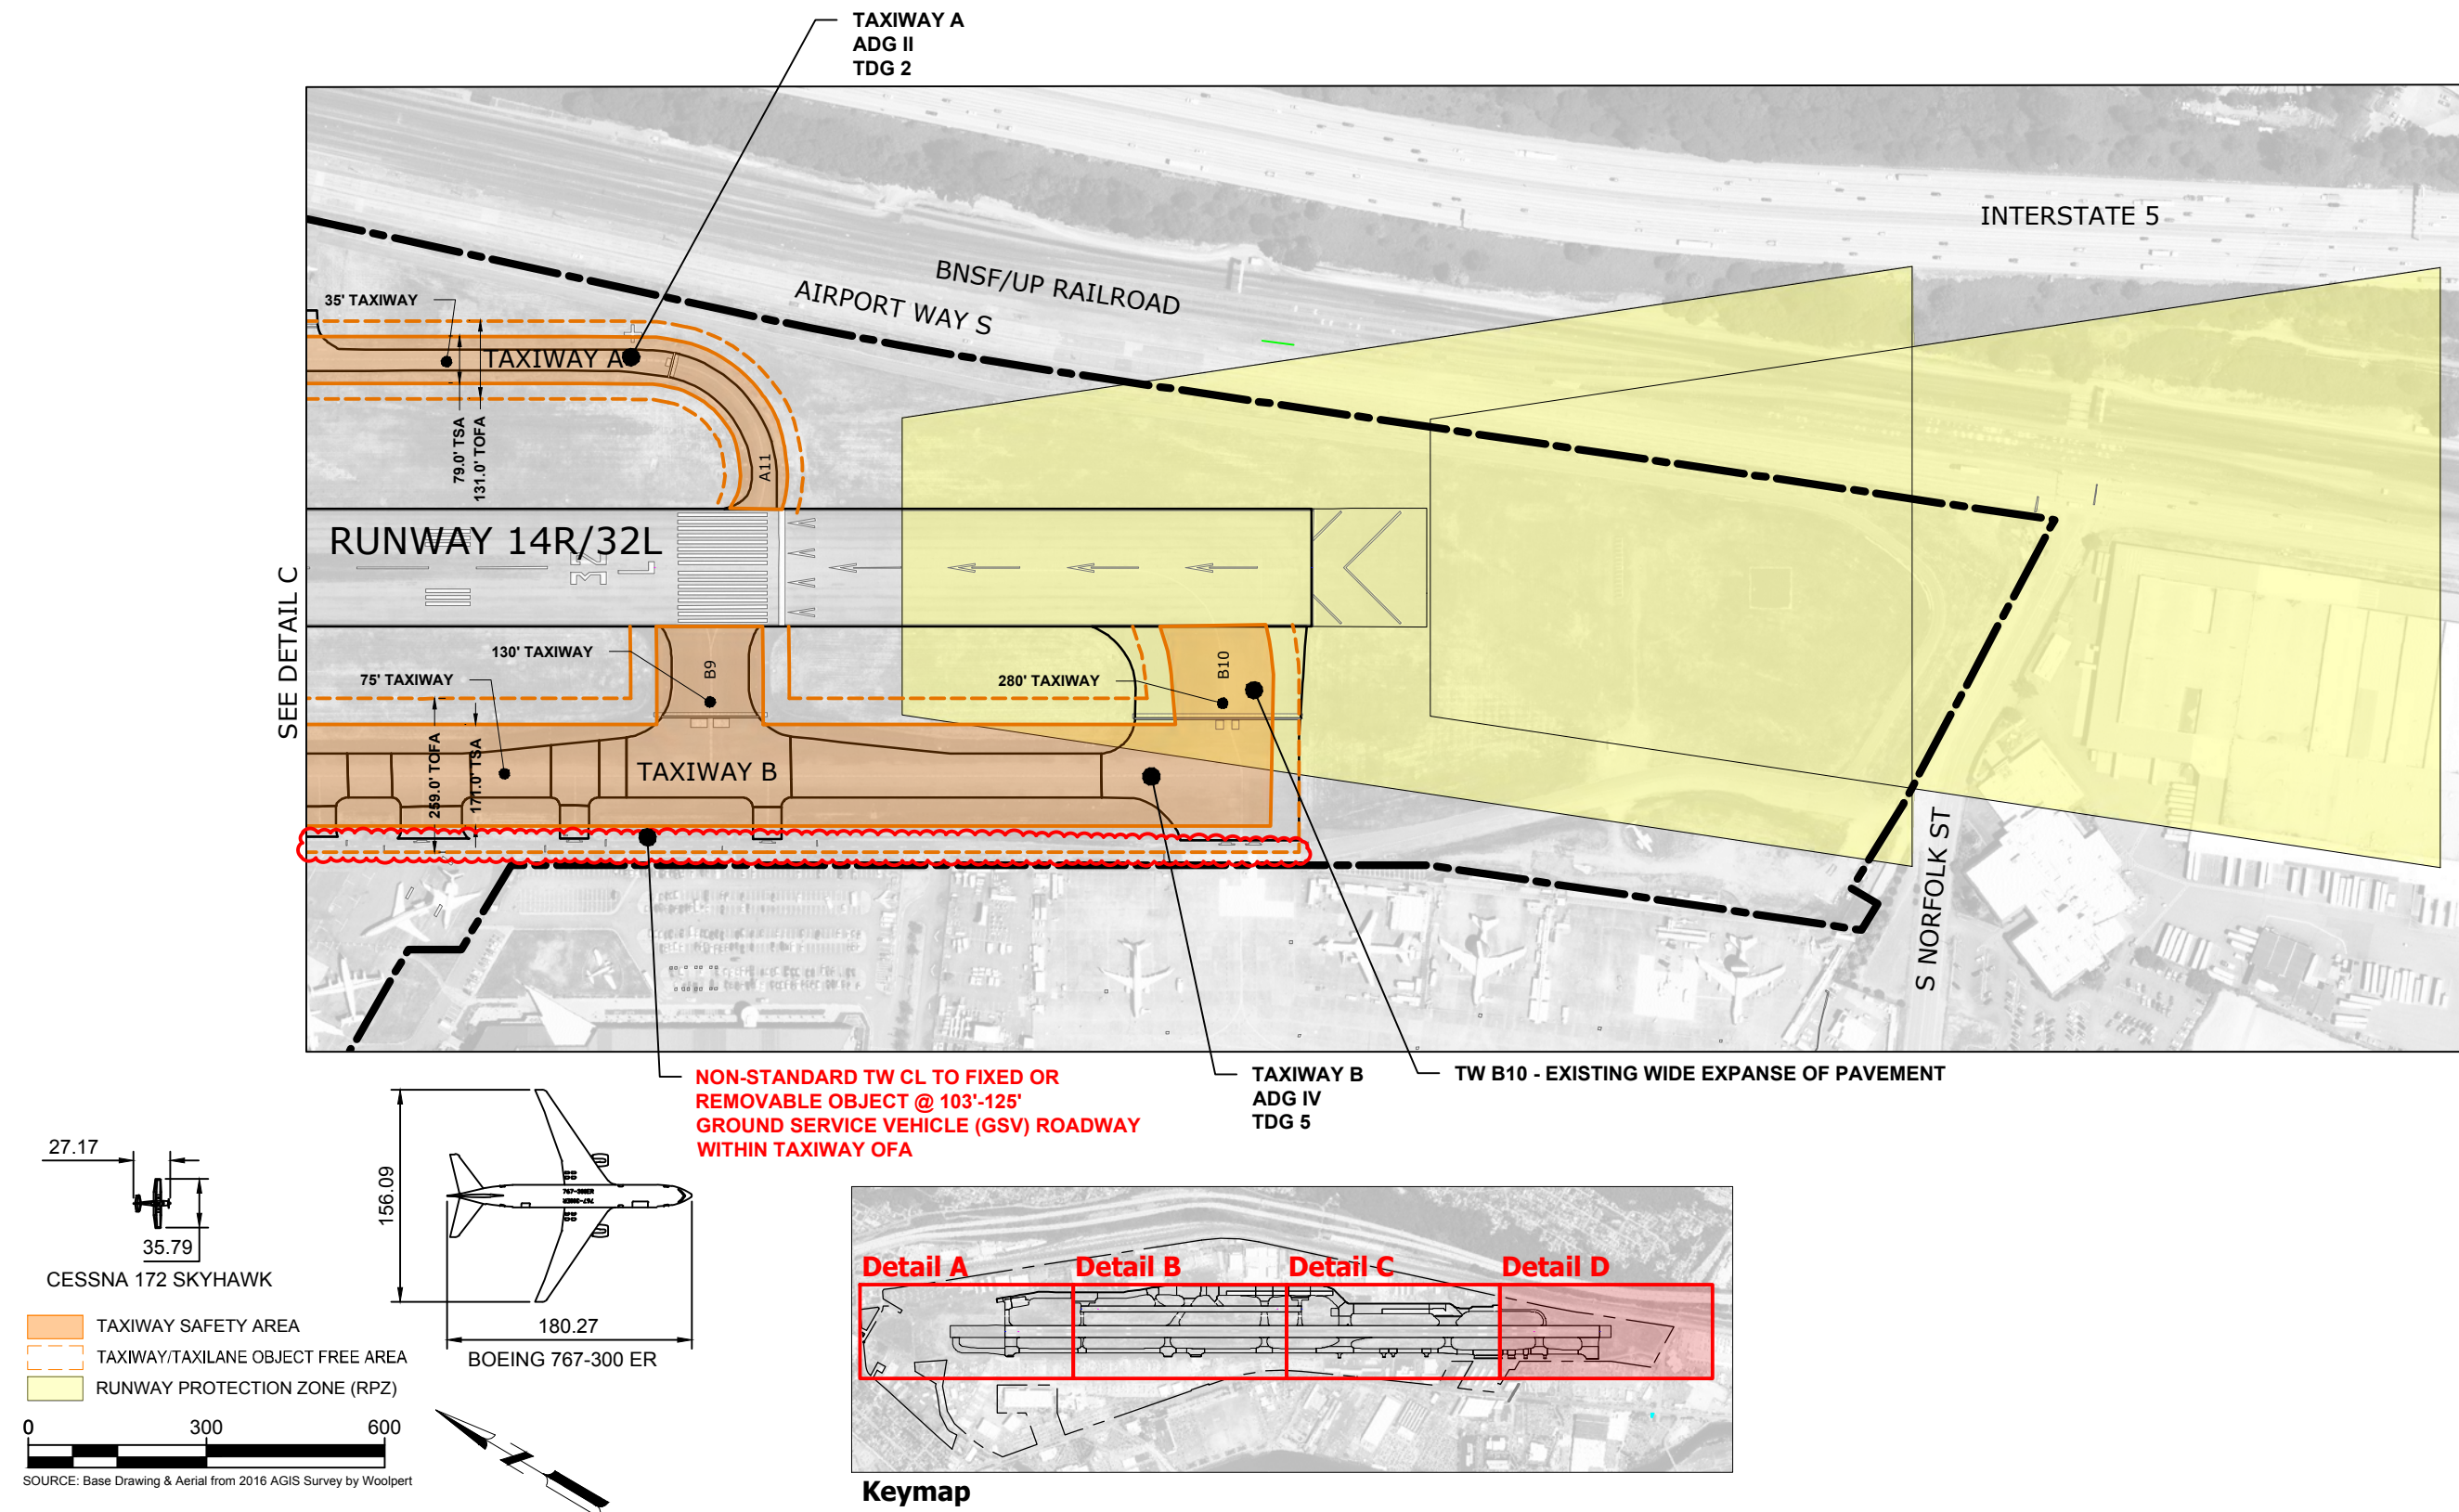 TAXIWAY A
ADG II
TDG 2
INTERSTATE 5
BNSF/UP RAILROAD
AIRPORT WAY S
35' TAXIWAY
TAXIWAY A
79.0' TSA
131.0' TOFA
A11
RUNWAY 14R/32L
32
L
SEE DETAIL C
130' TAXIWAY
B9
75' TAXIWAY
280' TAXIWAY
B10
259.0' TOFA
171.0' TSA
TAXIWAY B
S NORFOLK ST
NON-STANDARD TW CL TO FIXED OR
REMOVABLE OBJECT @ 103'-125'
GROUND SERVICE VEHICLE (GSV) ROADWAY
WITHIN TAXIWAY OFA
TAXIWAY B
ADG IV
TDG 5
TW B10 - EXISTING WIDE EXPANSE OF PAVEMENT
27.17
35.79
CESSNA 172 SKYHAWK
156.09
767-300ER
767-300ER
180.27
BOEING 767-300 ER
TAXIWAY SAFETY AREA
TAXIWAY/TAXILANE OBJECT FREE AREA
RUNWAY PROTECTION ZONE (RPZ)
0 300 600
SOURCE: Base Drawing & Aerial from 2016 AGIS Survey by Woolpert
N
Detail A Detail B Detail C Detail D
Keymap